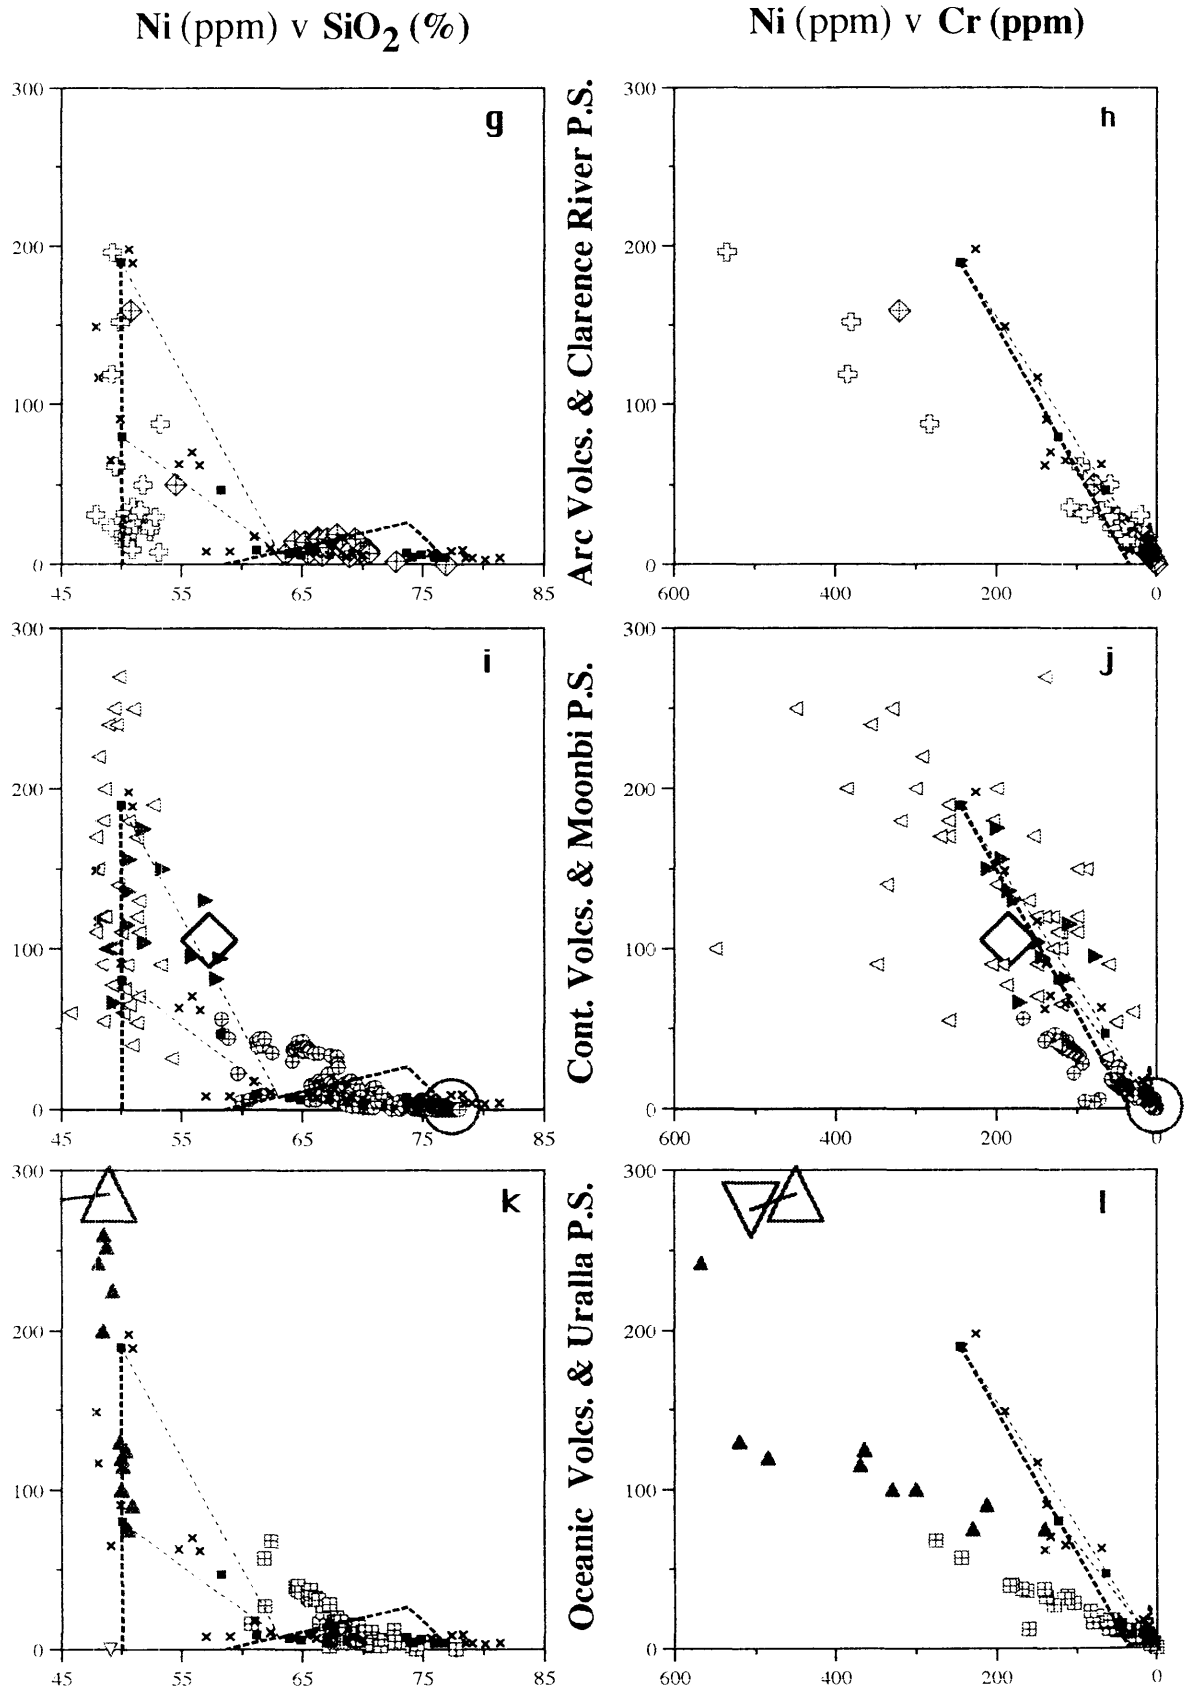 Ni (ppm) v SiO2 (%)
Ni (ppm) v Cr (ppm)
300
200
100
0
45 55 65 75 85
g
Arc Volcs. & Clarence River P.S.
300
200
100
0
600 400 200 0
h
300
200
100
0
45 55 65 75 85
i
Cont. Volcs. & Moonbi P.S.
300
200
100
0
600 400 200 0
j
300
200
100
0
45 55 65 75 85
k
Oceanic Volcs. & Uralla P.S.
300
200
100
0
600 400 200 0
l